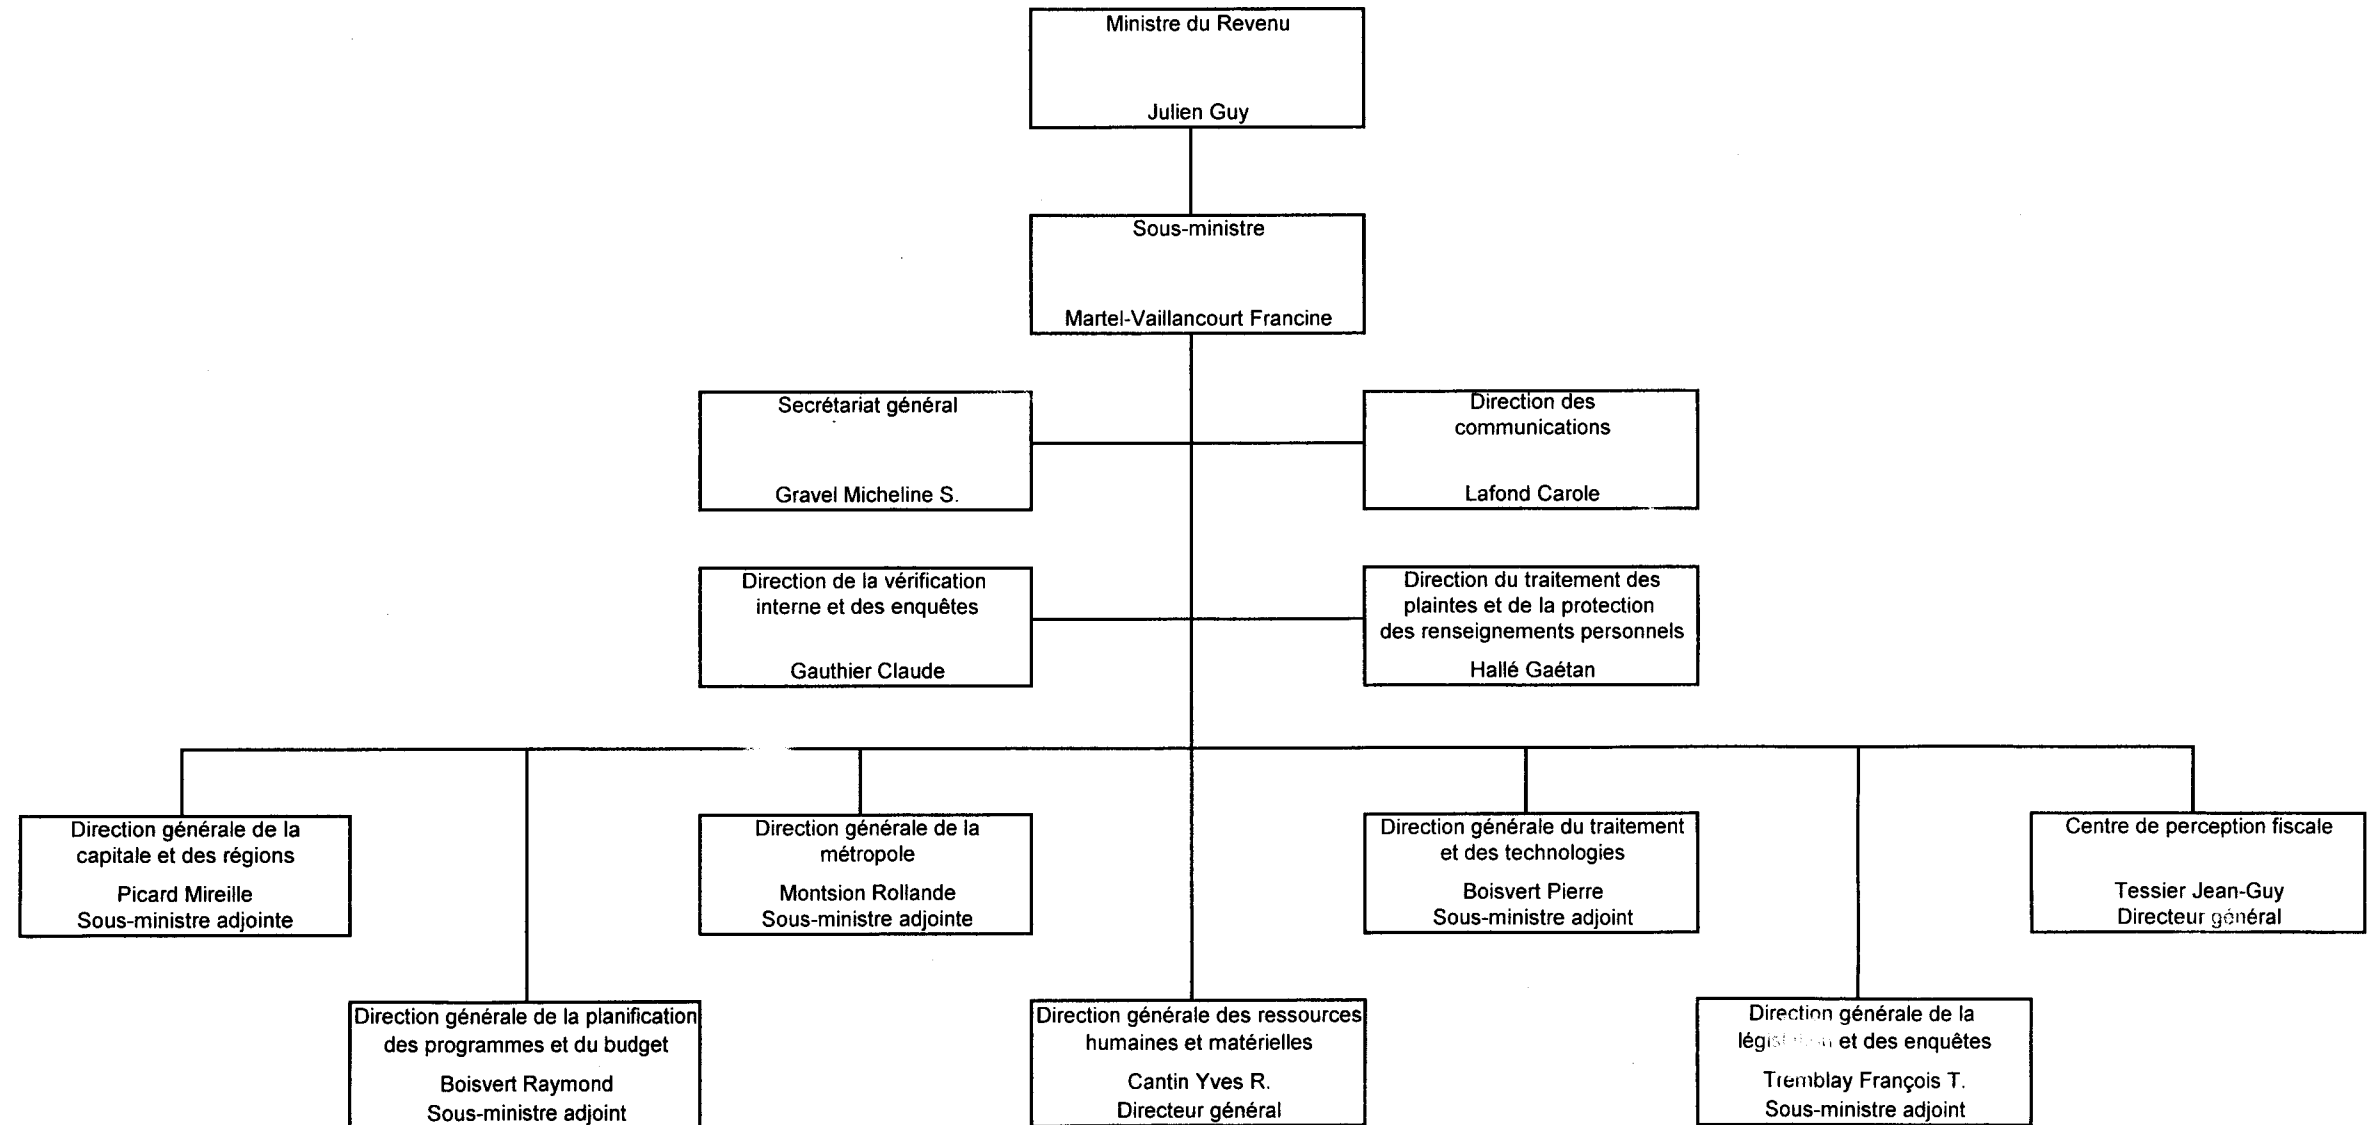 Ministre du Revenu
Julien Guy
Sous-ministre
Martel-Vaillancourt Francine
Secrétariat général
Gravel Micheline S.
Direction des
communications
Lafond Carole
Direction de la vérification
interne et des enquêtes
Gauthier Claude
Direction du traitement des
plaintes et de la protection
des renseignements personnels
Hallé Gaétan
Direction générale de la
capitale et des régions
Picard Mireille
Sous-ministre adjointe
Direction générale de la
métropole
Montsion Rollande
Sous-ministre adjointe
Direction générale du traitement
et des technologies
Boisvert Pierre
Sous-ministre adjoint
Centre de perception fiscale
Tessier Jean-Guy
Directeur général
Direction générale de la planification
des programmes et du budget
Boisvert Raymond
Sous-ministre adjoint
Direction générale des ressources
humaines et matérielles
Cantin Yves R.
Directeur général
Direction générale de la
législation et des enquêtes
Tremblay François T.
Sous-ministre adjoint